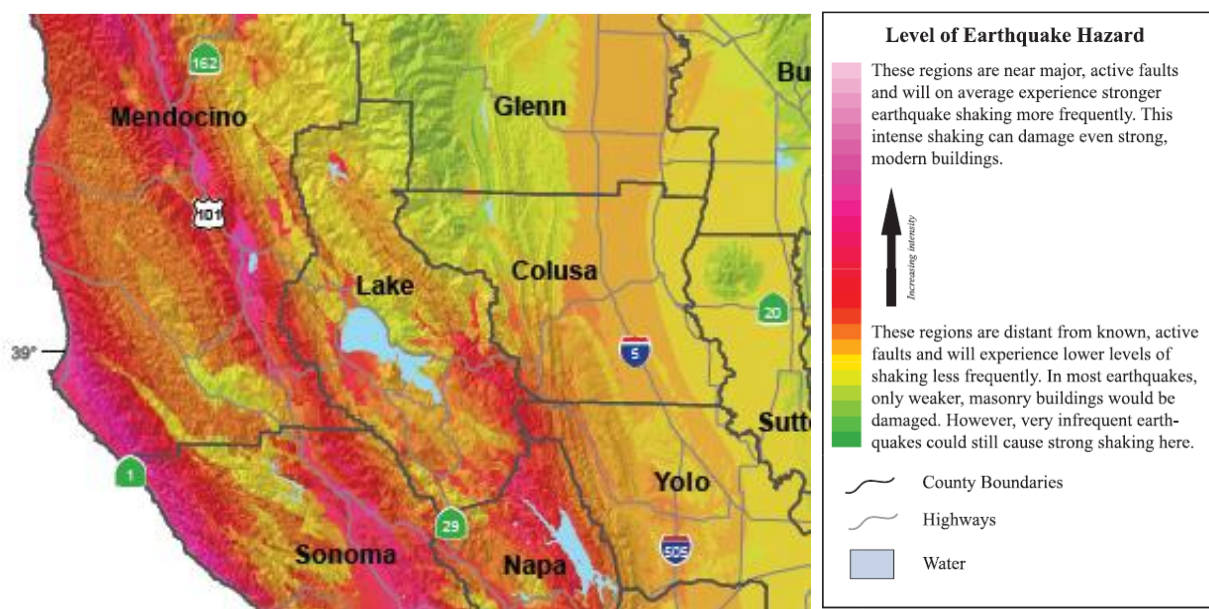 162
Mendocino
Glenn
Bu
101
Colusa
Lake
20
5
39°
Sutt
1
Yolo
29
Sonoma
Napa
505
Level of Earthquake Hazard
These regions are near major, active faults
and will on average experience stronger
earthquake shaking more frequently. This
intense shaking can damage even strong,
modern buildings.
Increasing intensity
These regions are distant from known, active
faults and will experience lower levels of
shaking less frequently. In most earthquakes,
only weaker, masonry buildings would be
damaged. However, very infrequent earth-
quakes could still cause strong shaking here.
County Boundaries
Highways
Water